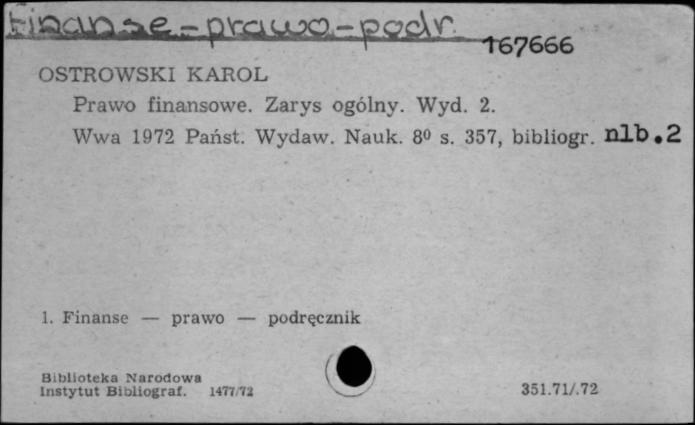 Finanse - prawo - podr.
167666
OSTROWSKI KAROL
Prawo finansowe. Zarys ogólny. Wyd. 2.
Wwa 1972 Państ. Wydaw. Nauk. 8⁰ s. 357, bibliogr. nlb.2
1. Finanse — prawo — podręcznik
Biblioteka Narodowa
Instytut Bibliograf. 1477/72
351.71/.72